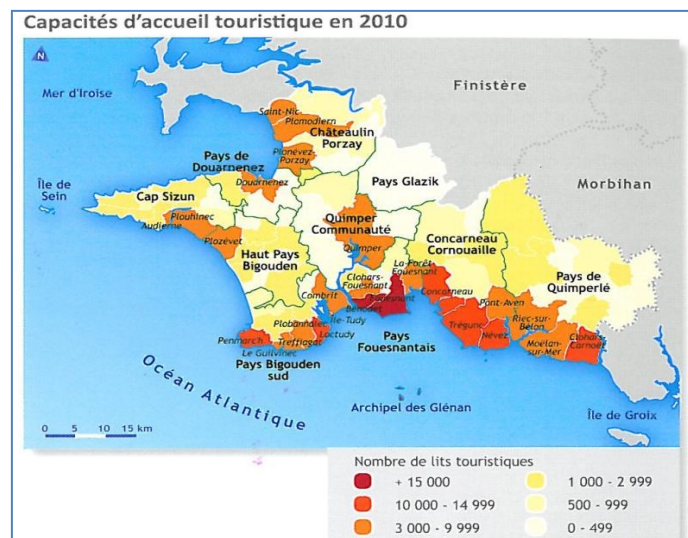 Capacités d'accueil touristique en 2010
N
Mer d'Iroise
Finistère
Saint-Nic
Plomodiern
Châteaulin
Porzay
Plonévez-
Porzay
Pays de
Douarnenez
Douarnenez
Pays Glazik
Morbihan
Île de
Sein
Cap Sizun
Plouhinec
Audierne
Plozévet
Quimper
Communauté
Quimper
Concarneau
Cornouaille
Haut Pays
Bigouden
La-Forêt-
Fouesnant
Pays de
Quimperlé
Clohars-
Fouesnant
Fouesnant
Concarneau
Combrit
Bénodet
Pont-Aven
Riec-sur-
Belon
Île-Tudy
Plobannalec
Loctudy
Penmarch
Treffiagat
Le Guilvinec
Pays Bigouden
sud
Pays
Fouesnantais
Trégunc
Névez
Moëlan-
sur-Mer
Clohars-
Carnoët
Océan Atlantique
Archipel des Glénan
Île de Groix
0 5 10 15 km
Nombre de lits touristiques
+ 15 000
10 000 - 14 999
3 000 - 9 999
1 000 - 2 999
500 - 999
0 - 499